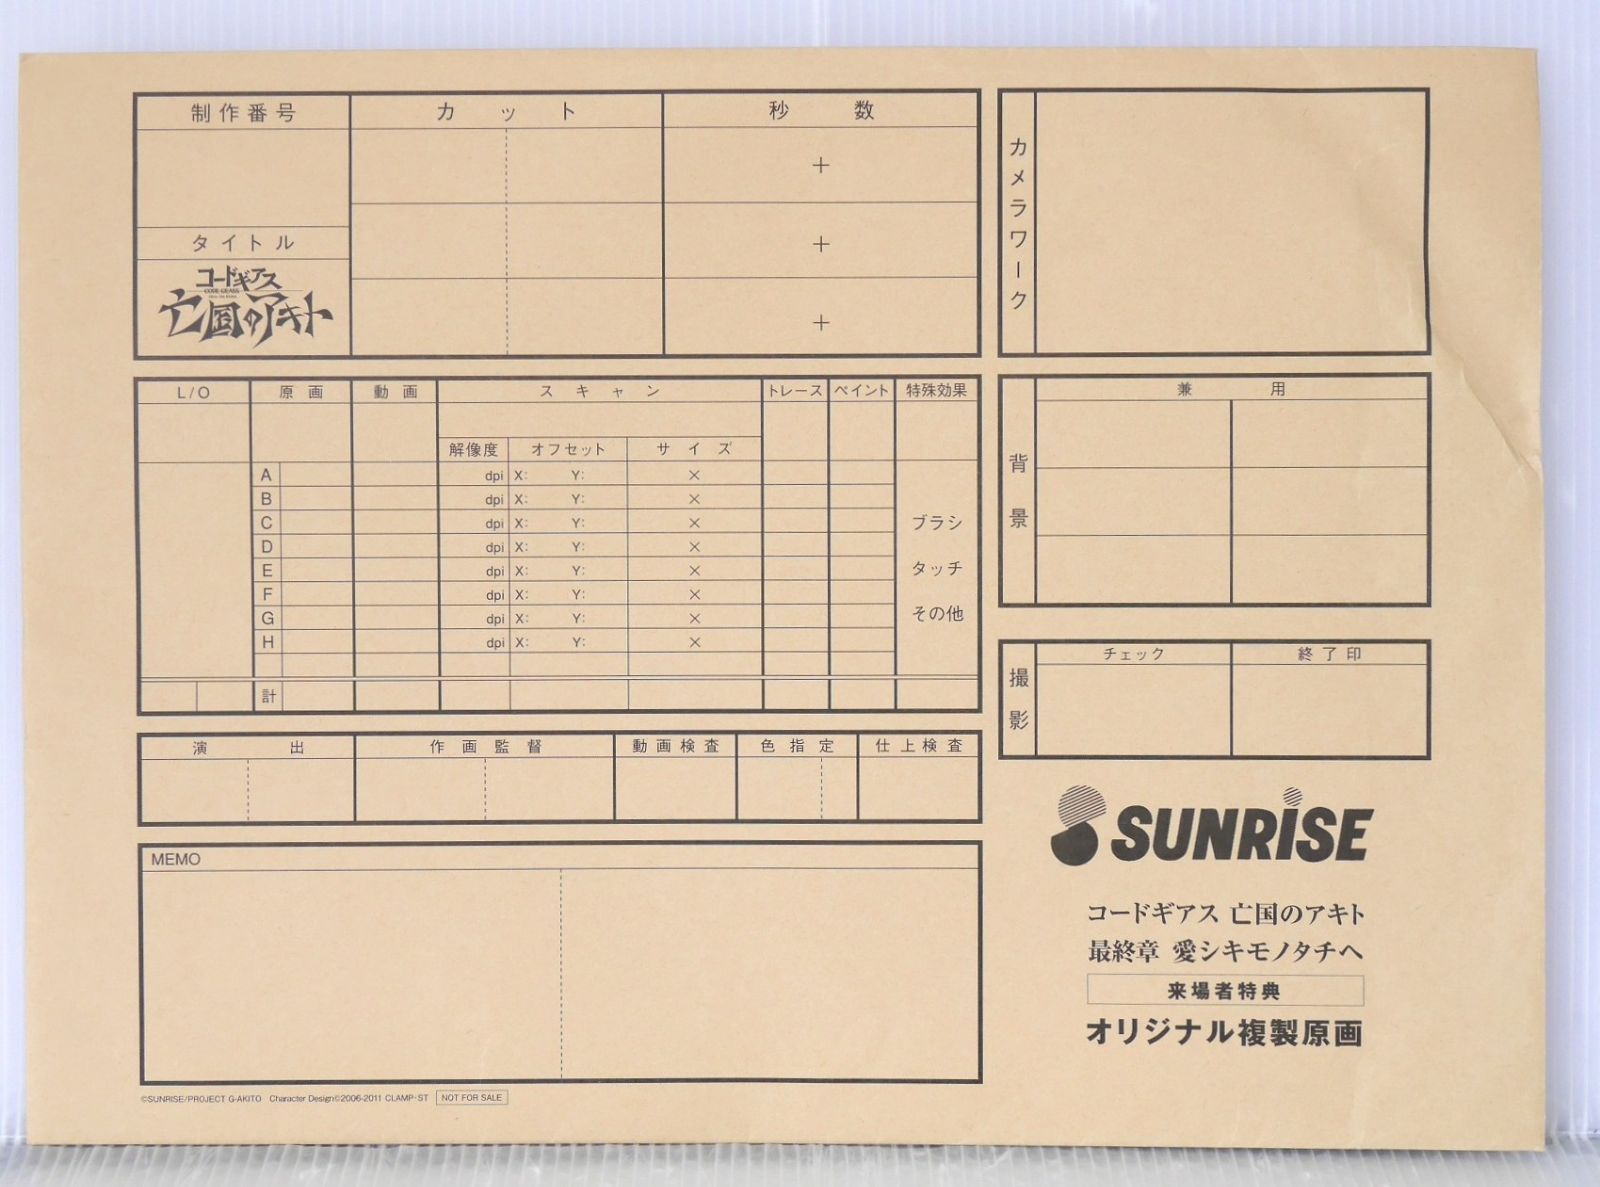 制作番号 カット 秒数
+
タイトル
+
コードギアス
亡国のアキト
+
カメラワーク
L/O 原画 動画 スキャン トレース ペイント 特殊効果
解像度 オフセット サイズ
A dpi X: Y: ×
B dpi X: Y: ×
C dpi X: Y: × ブラシ
D dpi X: Y: ×
E dpi X: Y: × タッチ
F dpi X: Y: ×
G dpi X: Y: × その他
H dpi X: Y: ×
計
背景 兼用
撮影 チェック 終了印
演出 作画監督 動画検査 色指定 仕上検査
MEMO
SUNRISE
コードギアス 亡国のアキト
最終章 愛シキモノタチへ
来場者特典
オリジナル複製原画
©SUNRISE/PROJECT G-AKITO Character Design©2006-2011 CLAMP・ST NOT FOR SALE